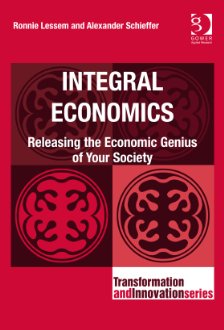 Ronnie Lessem and Alexander Schieffer
g
GOWER
INTEGRAL
ECONOMICS
Releasing the Economic Genius
of Your Society
Transformation
andInnovationseries